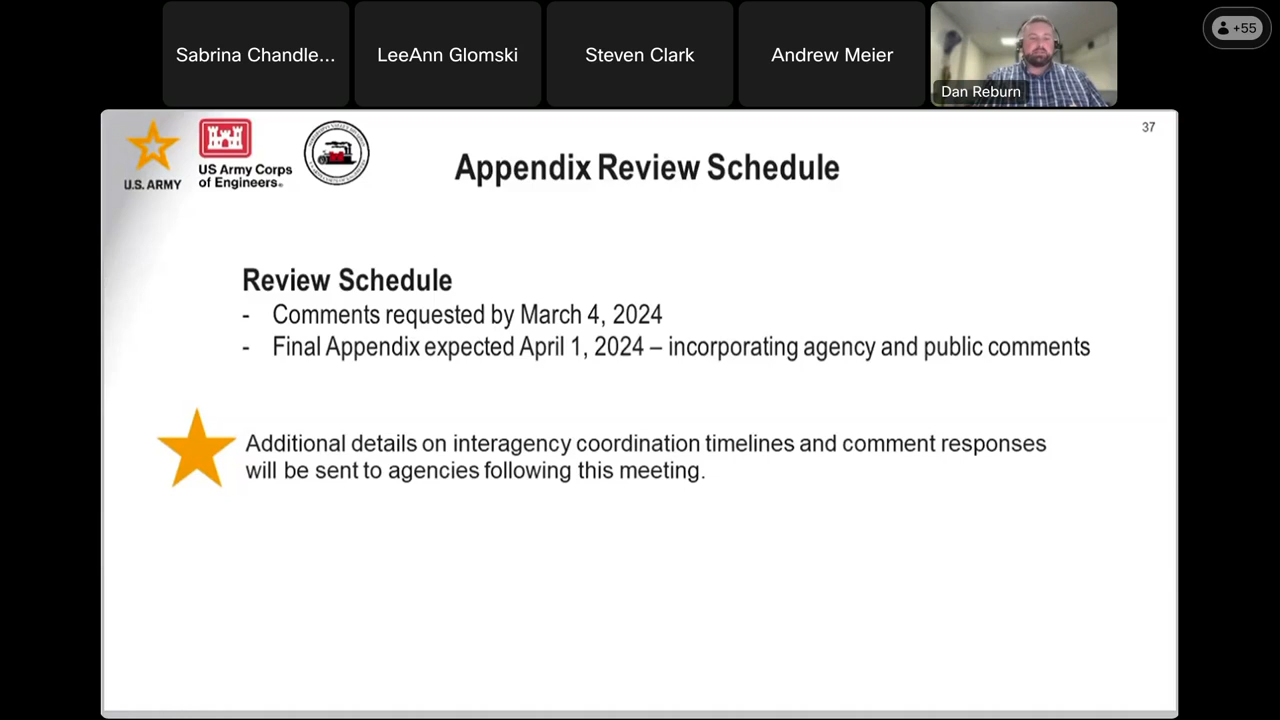 Sabrina Chandle...
LeeAnn Glomski
Steven Clark
Andrew Meier
Dan Reburn
+55
37
U.S. ARMY
US Army Corps
of Engineers®
Appendix Review Schedule
Review Schedule
- Comments requested by March 4, 2024
- Final Appendix expected April 1, 2024 – incorporating agency and public comments
Additional details on interagency coordination timelines and comment responses
will be sent to agencies following this meeting.